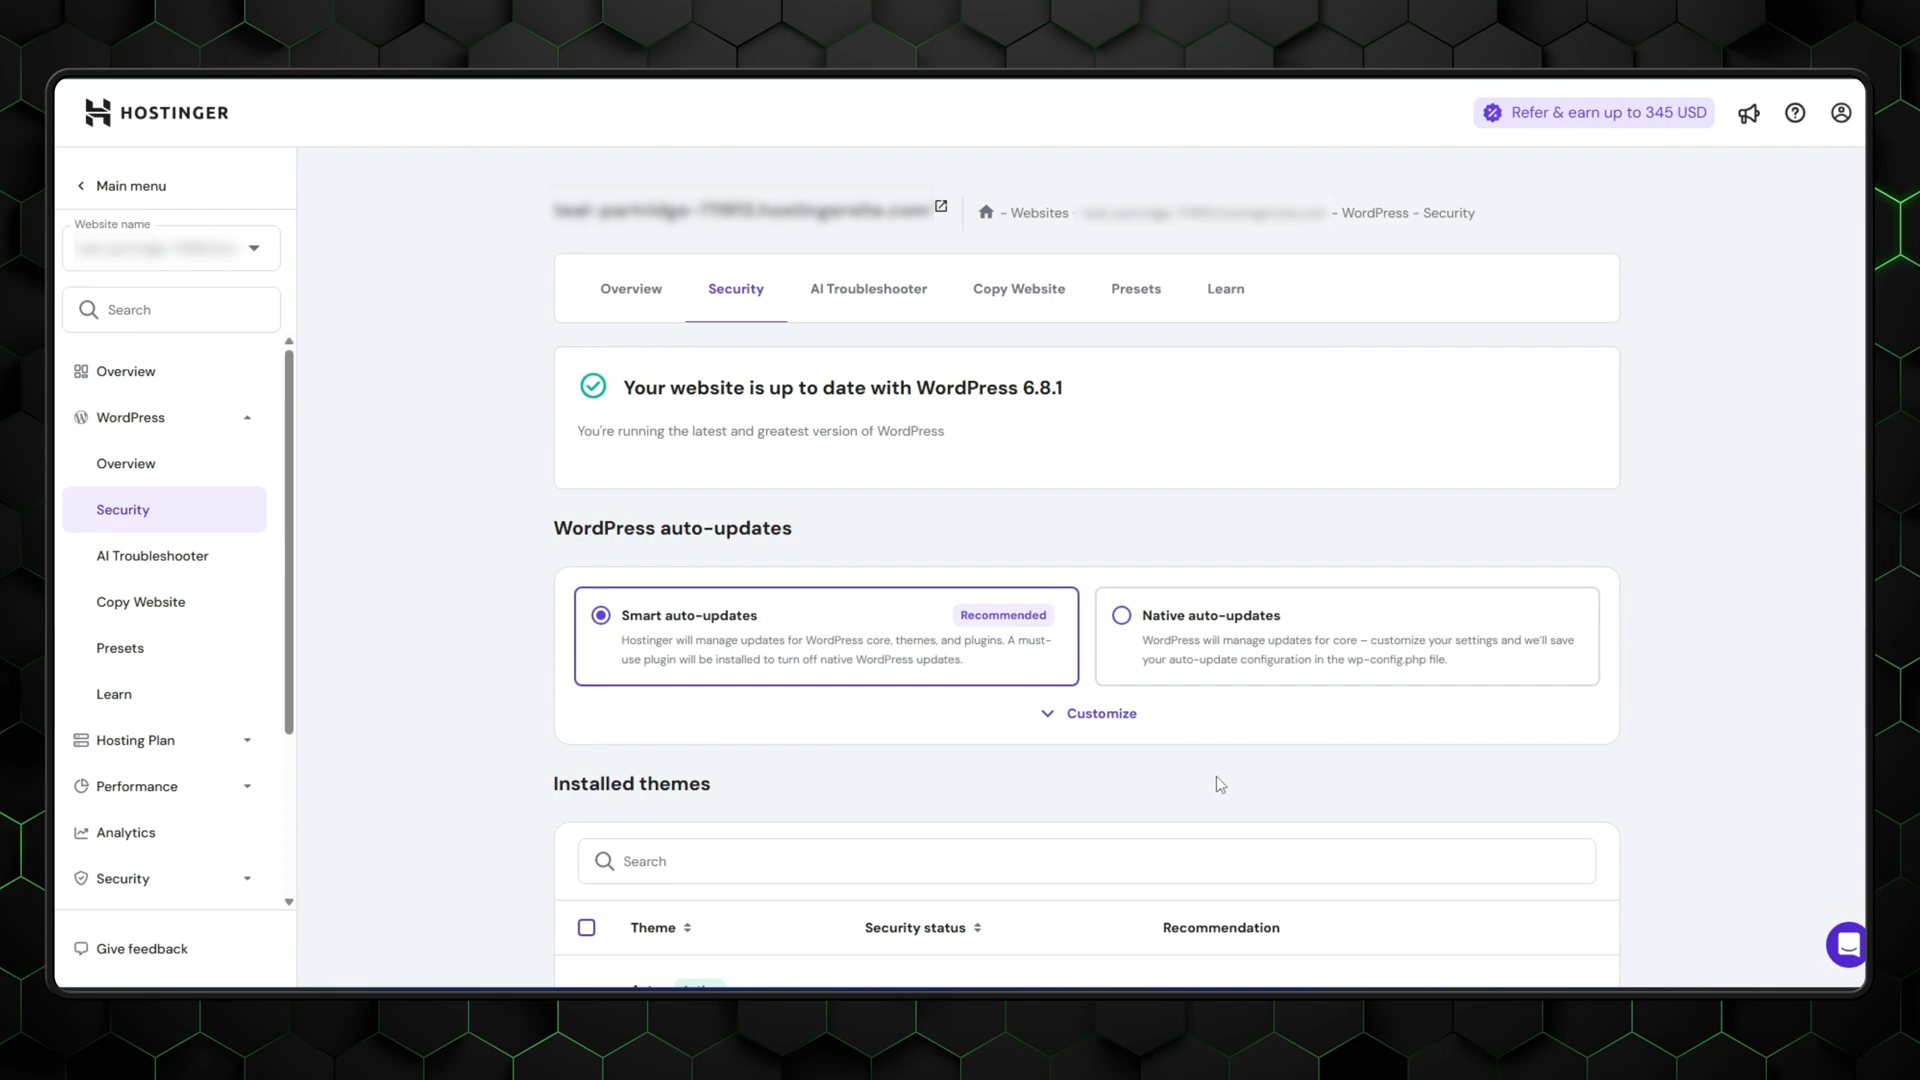 HOSTINGER
Refer & earn up to 345 USD
Main menu
Website name
Search
Overview
WordPress
Overview
Security
AI Troubleshooter
Copy Website
Presets
Learn
Hosting Plan
Performance
Analytics
Security
Give feedback
- Websites -
- WordPress - Security
Overview
Security
AI Troubleshooter
Copy Website
Presets
Learn
Your website is up to date with WordPress 6.8.1
You're running the latest and greatest version of WordPress
WordPress auto-updates
Smart auto-updates
Recommended
Hostinger will manage updates for WordPress core, themes, and plugins. A must-
use plugin will be installed to turn off native WordPress updates.
Native auto-updates
WordPress will manage updates for core – customize your settings and we'll save
your auto-update configuration in the wp-config.php file.
Customize
Installed themes
Search
Theme
Security status
Recommendation